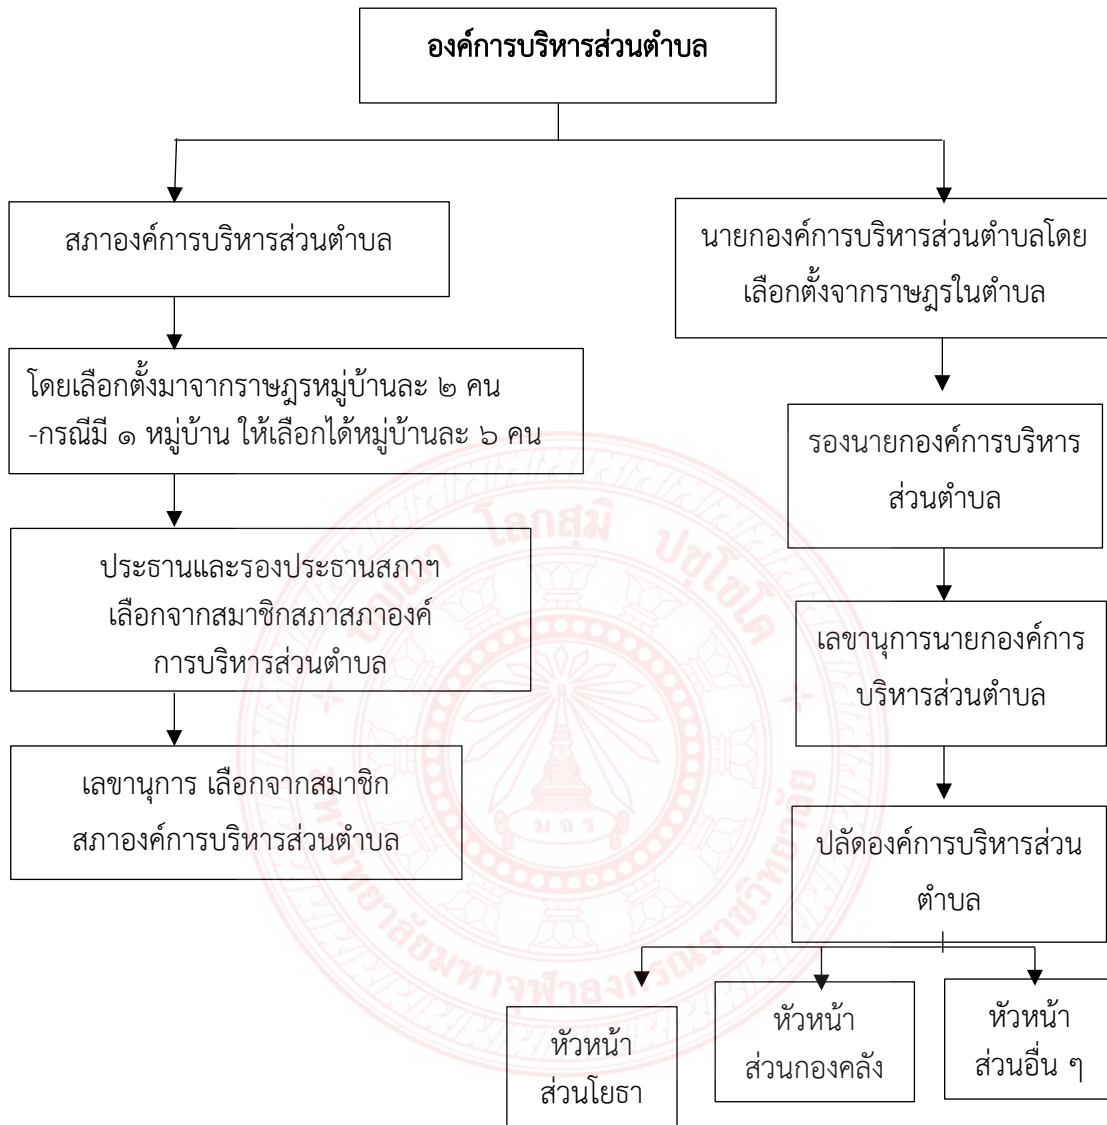 องค์การบริหารส่วนตำบล
สภาองค์การบริหารส่วนตำบล
นายกองค์การบริหารส่วนตำบลโดย
เลือกตั้งจากราษฎรในตำบล
โดยเลือกตั้งมาจากราษฎรหมู่บ้านละ ๒ คน
-กรณีมี ๑ หมู่บ้าน ให้เลือกได้หมู่บ้านละ ๖ คน
รองนายกองค์การบริหาร
ส่วนตำบล
ประธานและรองประธานสภาฯ
เลือกจากสมาชิกสภาสภาองค์
การบริหารส่วนตำบล
เลขานุการนายกองค์การ
บริหารส่วนตำบล
เลขานุการ เลือกจากสมาชิก
สภาองค์การบริหารส่วนตำบล
ปลัดองค์การบริหารส่วน
ตำบล
หัวหน้า
ส่วนโยธา
หัวหน้า
ส่วนกองคลัง
หัวหน้า
ส่วนอื่น ๆ
โลกสฺมิ ปชฺโชโต
ม จ ร